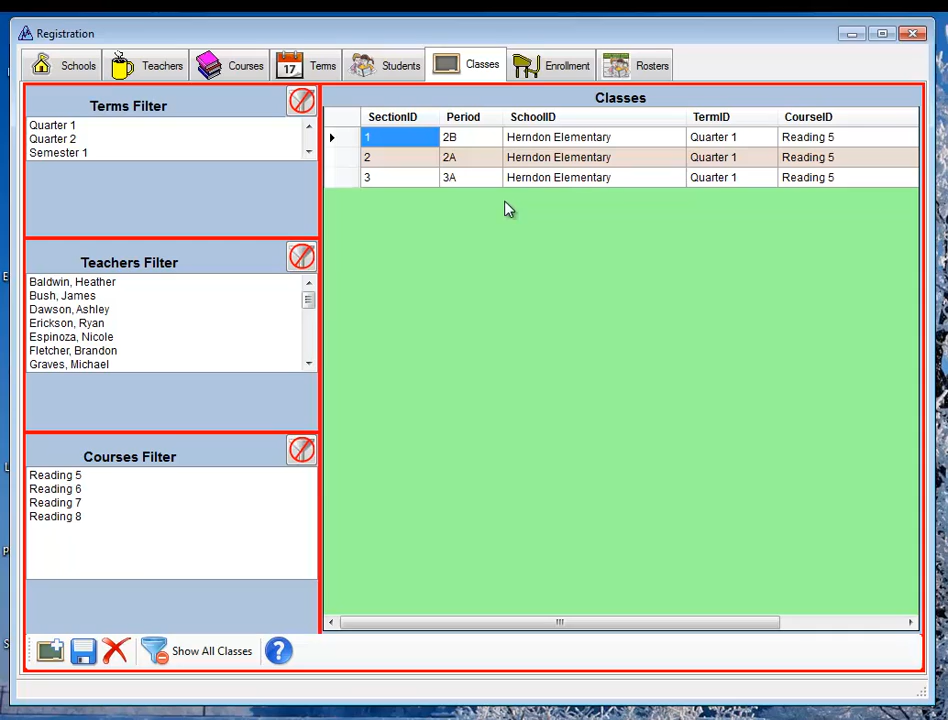 Registration
Schools Teachers Courses 17 Terms Students Classes Enrollment Rosters
Terms Filter
Quarter 1
Quarter 2
Semester 1
Teachers Filter
Baldwin, Heather
Bush, James
Dawson, Ashley
Erickson, Ryan
Espinoza, Nicole
Fletcher, Brandon
Graves, Michael
Courses Filter
Reading 5
Reading 6
Reading 7
Reading 8
Classes
SectionID Period SchoolID TermID CourseID
1 2B Herndon Elementary Quarter 1 Reading 5
2 2A Herndon Elementary Quarter 1 Reading 5
3 3A Herndon Elementary Quarter 1 Reading 5
Show All Classes